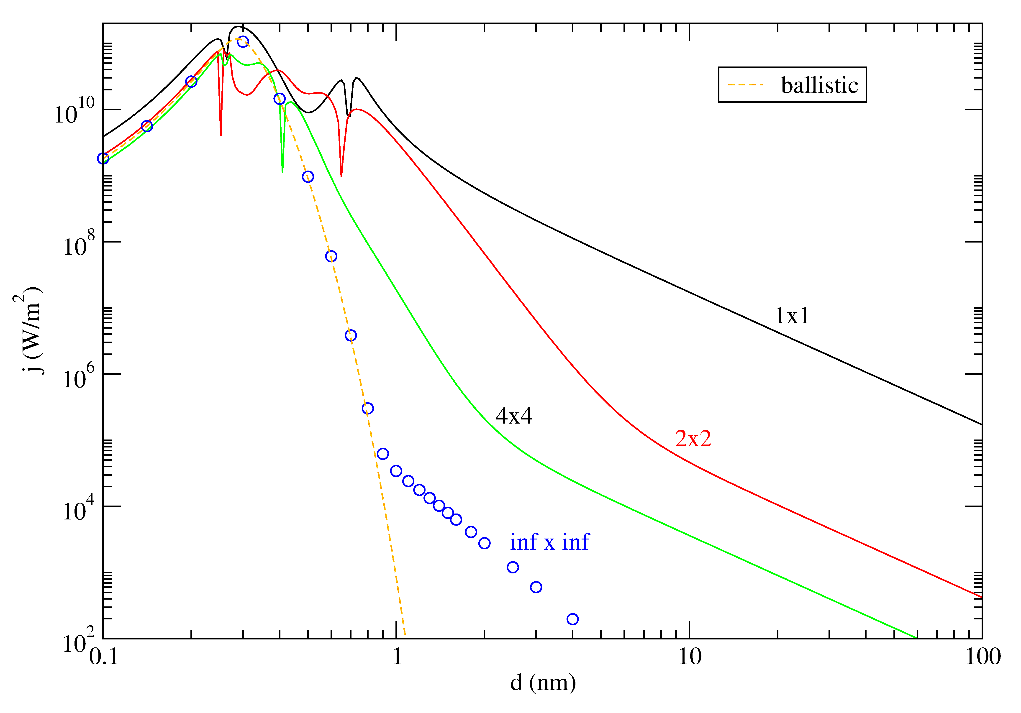 ballistic
10^10
10^8
10^6
10^4
10^2
j (W/m^2)
1x1
4x4
2x2
inf x inf
0.1
1
10
100
d (nm)